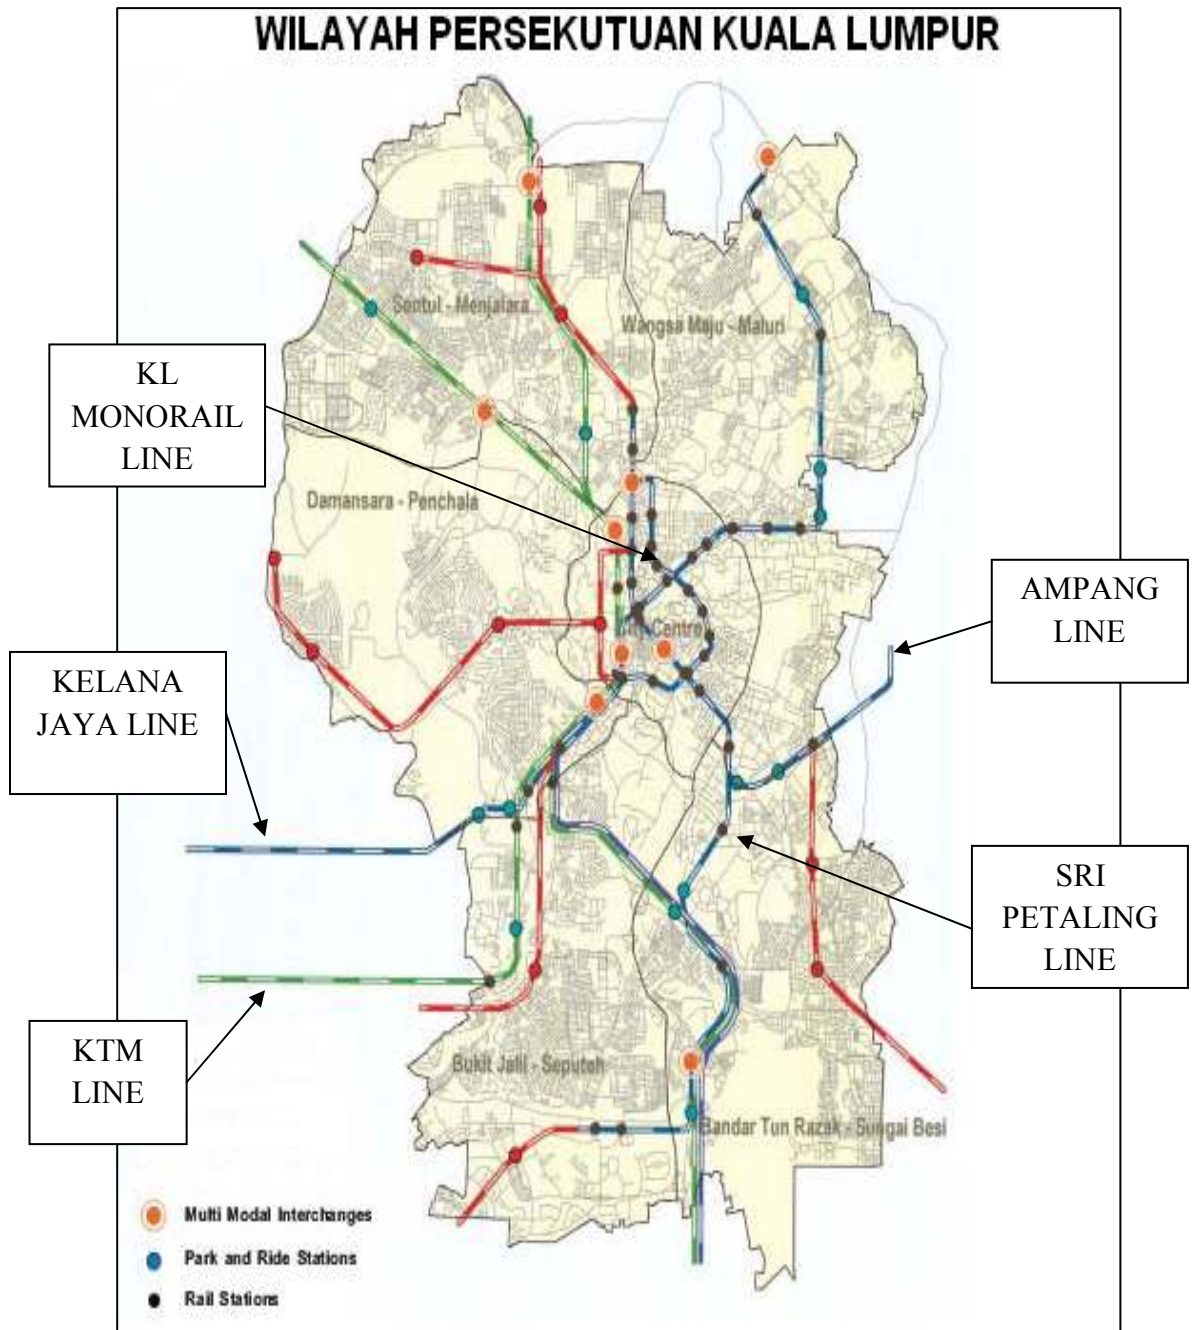 WILAYAH PERSEKUTUAN KUALA LUMPUR
Sentul - Menjalara
Wangsa Maju - Maluri
KL
MONORAIL
LINE
Damansara - Penchala
AMPANG
LINE
City Centre
KELANA
JAYA LINE
SRI
PETALING
LINE
KTM
LINE
Bukit Jalil - Seputeh
Bandar Tun Razak - Sungai Besi
Multi Modal Interchanges
Park and Ride Stations
Rail Stations